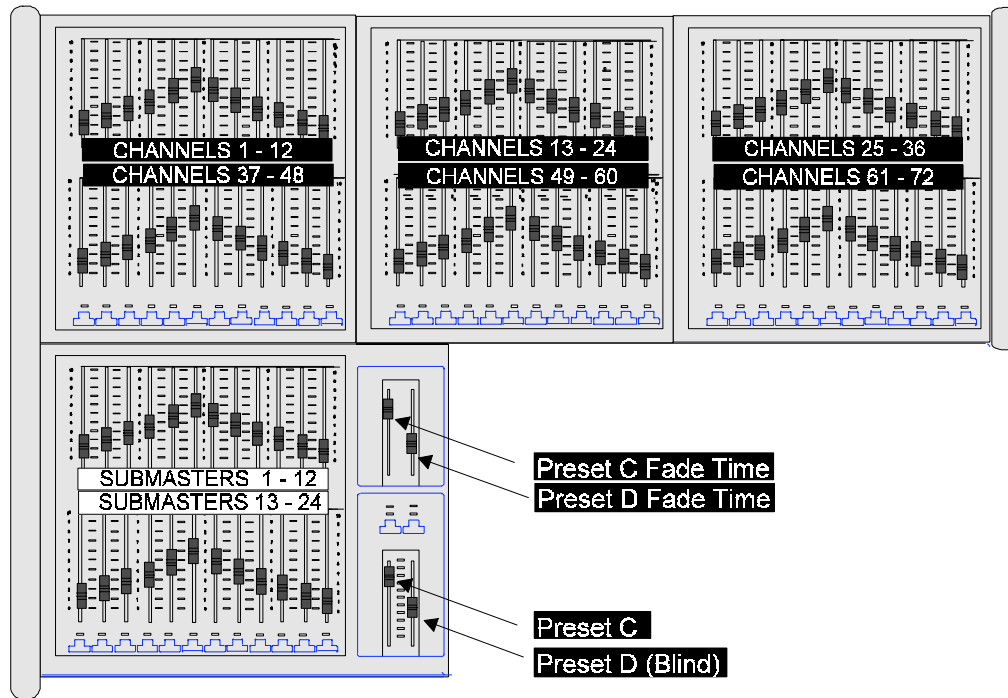 CHANNELS 1 - 12
CHANNELS 37 - 48
CHANNELS 13 - 24
CHANNELS 49 - 60
CHANNELS 25 - 36
CHANNELS 61 - 72
SUBMASTERS 1 - 12
SUBMASTERS 13 - 24
Preset C Fade Time
Preset D Fade Time
Preset C
Preset D (Blind)